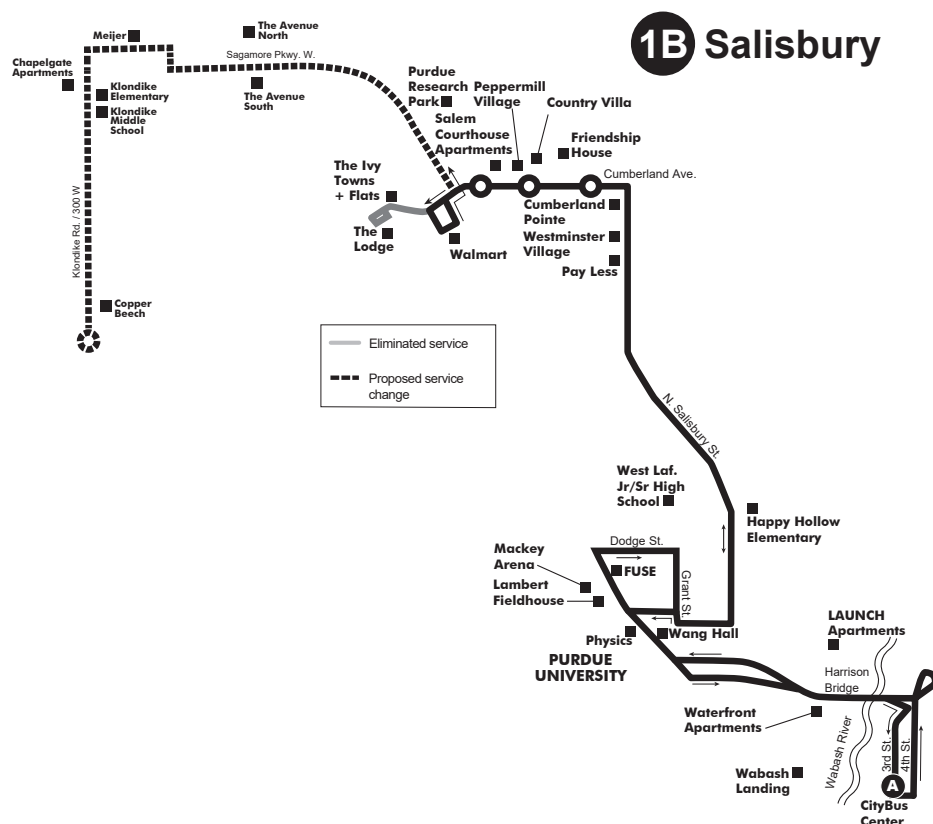 1B Salisbury
Meijer
The Avenue
North
Sagamore Pkwy. W.
Chapelgate
Apartments
Klondike
Elementary
Klondike
Middle
School
The Avenue
South
Purdue
Research
Park
Peppermill
Village
Country Villa
Salem
Courthouse
Apartments
Friendship
House
Cumberland Ave.
The Ivy
Towns
+ Flats
The
Lodge
Walmart
Cumberland
Pointe
Westminster
Village
Pay Less
Klondike Rd. / 300 W
Copper
Beech
Eliminated service
Proposed service
change
N. Salisbury St.
West Laf.
Jr/Sr High
School
Happy Hollow
Elementary
Dodge St.
Mackey
Arena
FUSE
Lambert
Fieldhouse
Grant St.
Physics
Wang Hall
PURDUE
UNIVERSITY
LAUNCH
Apartments
Harrison
Bridge
Waterfront
Apartments
Wabash River
3rd St.
4th St.
Wabash
Landing
A
CityBus
Center